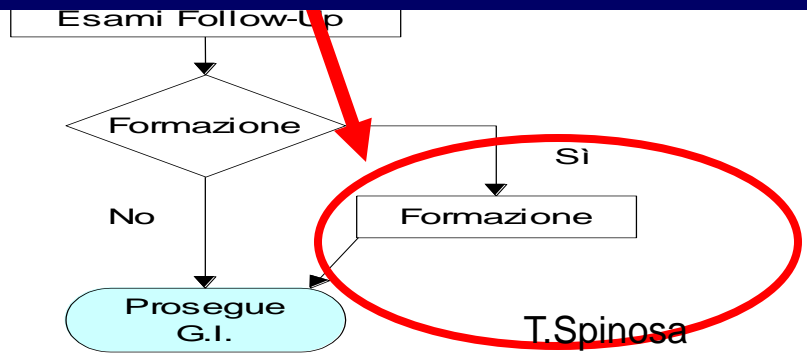 Esami Follow-Up
Formazione
Sì
No
Formazione
Prosegue
G.I.
T.Spinosa